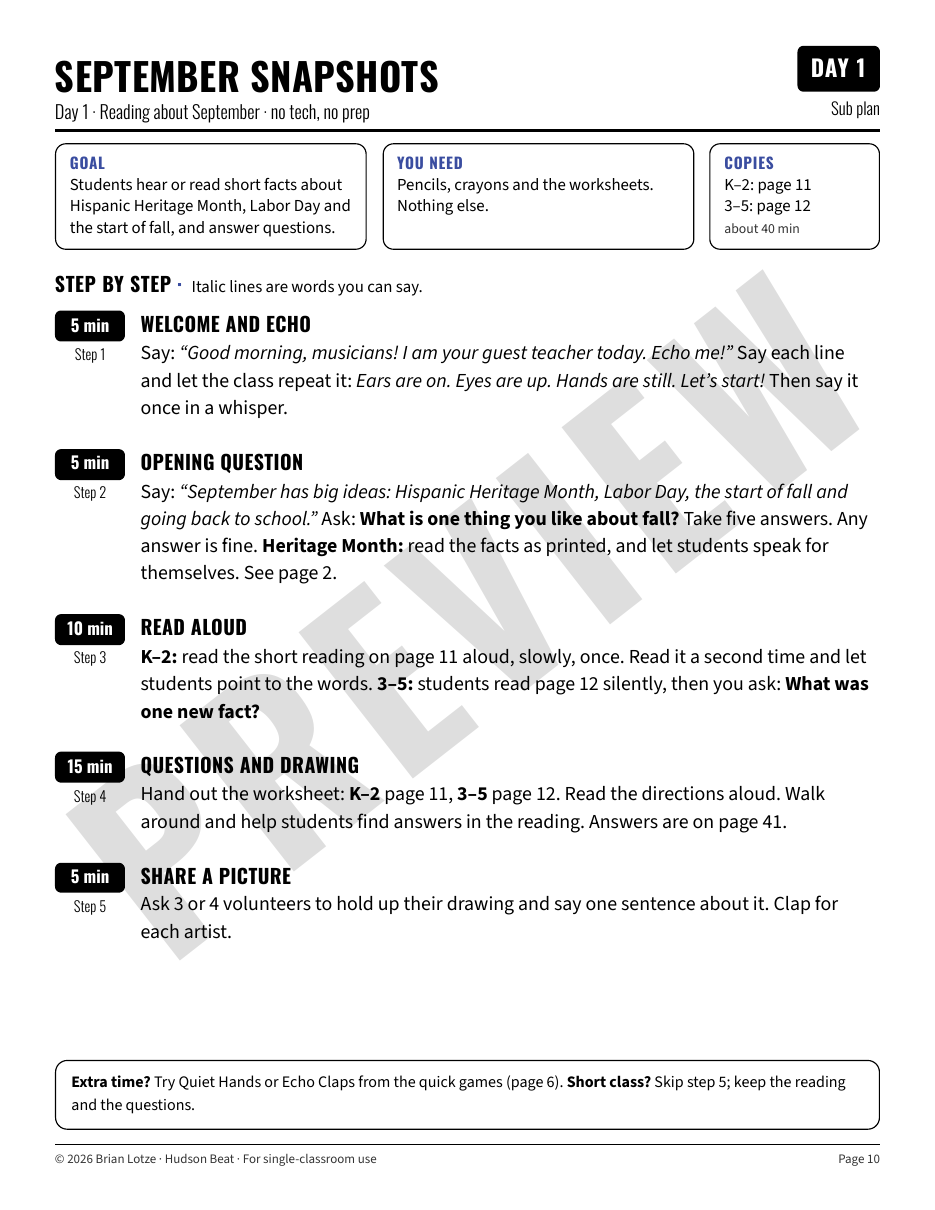 SEPTEMBER SNAPSHOTS
DAY 1
Day 1 · Reading about September · no tech, no prep
Sub plan
GOAL
Students hear or read short facts about
Hispanic Heritage Month, Labor Day and
the start of fall, and answer questions.
YOU NEED
Pencils, crayons and the worksheets.
Nothing else.
COPIES
K–2: page 11
3–5: page 12
about 40 min
STEP BY STEP · Italic lines are words you can say.
5 min
Step 1
WELCOME AND ECHO
Say: “Good morning, musicians! I am your guest teacher today. Echo me!” Say each line
and let the class repeat it: Ears are on. Eyes are up. Hands are still. Let’s start! Then say it
once in a whisper.
5 min
Step 2
OPENING QUESTION
Say: “September has big ideas: Hispanic Heritage Month, Labor Day, the start of fall and
going back to school.” Ask: What is one thing you like about fall? Take five answers. Any
answer is fine. Heritage Month: read the facts as printed, and let students speak for
themselves. See page 2.
10 min
Step 3
READ ALOUD
K–2: read the short reading on page 11 aloud, slowly, once. Read it a second time and let
students point to the words. 3–5: students read page 12 silently, then you ask: What was
one new fact?
15 min
Step 4
QUESTIONS AND DRAWING
Hand out the worksheet: K–2 page 11, 3–5 page 12. Read the directions aloud. Walk
around and help students find answers in the reading. Answers are on page 41.
5 min
Step 5
SHARE A PICTURE
Ask 3 or 4 volunteers to hold up their drawing and say one sentence about it. Clap for
each artist.
PREVIEW
Extra time? Try Quiet Hands or Echo Claps from the quick games (page 6). Short class? Skip step 5; keep the reading
and the questions.
© 2026 Brian Lotze · Hudson Beat · For single-classroom use
Page 10